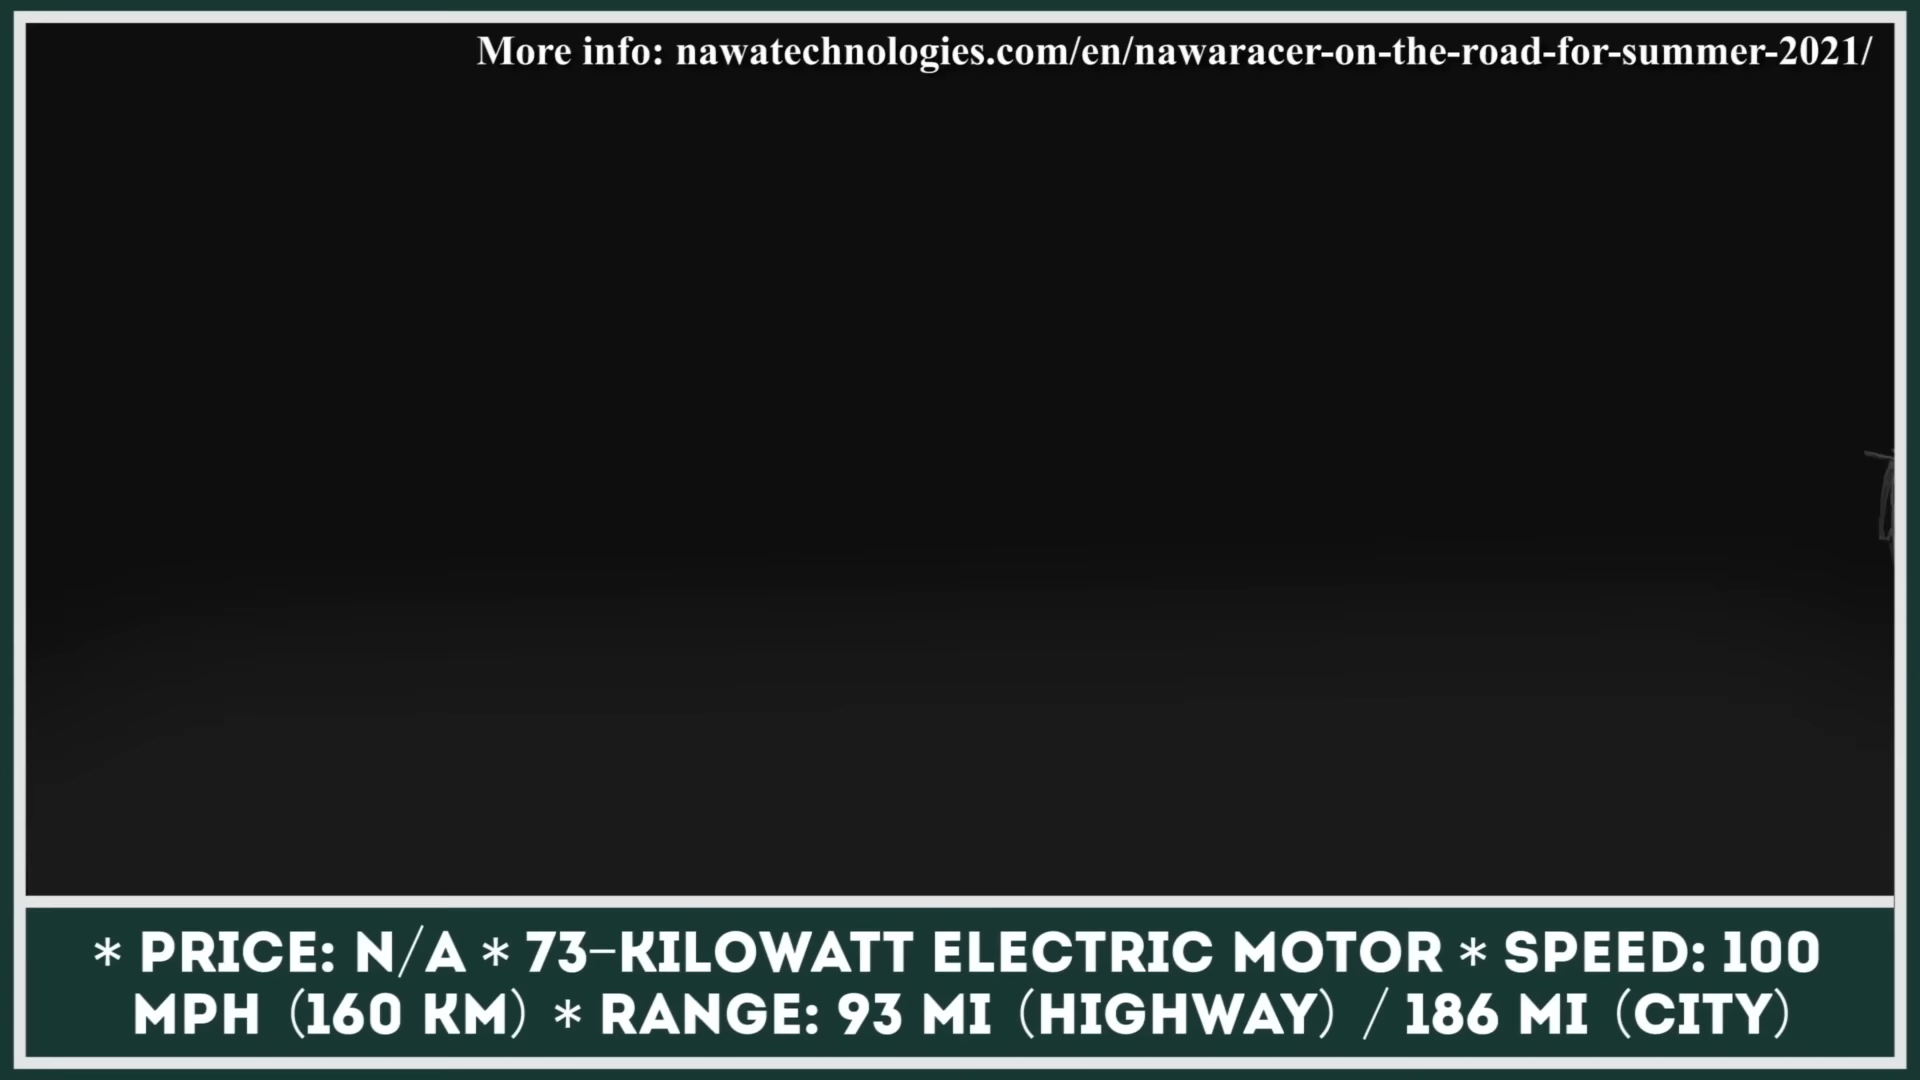 More info: nawatechnologies.com/en/nawaracer-on-the-road-for-summer-2021/
* PRICE: N/A * 73-KILOWATT ELECTRIC MOTOR * SPEED: 100
MPH (160 KM) * RANGE: 93 MI (HIGHWAY) / 186 MI (CITY)